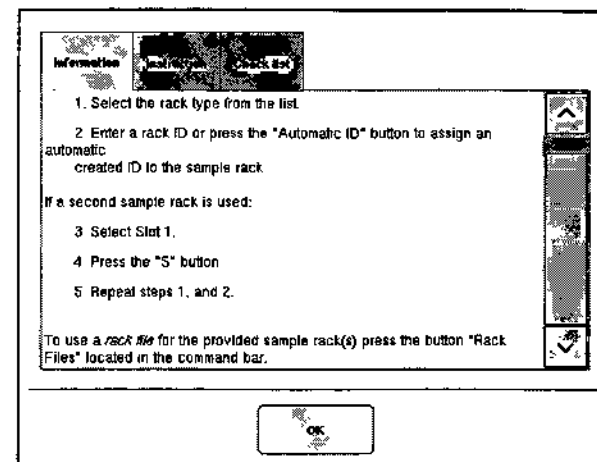 Information Instruction Check list
1. Select the rack type from the list
2 Enter a rack ID or press the "Automatic ID" button to assign an
automatic
created ID to the sample rack
If a second sample rack is used:
3 Select Slot 1.
4 Press the "S" button
5 Repeat steps 1, and 2.
To use a rack file for the provided sample rack(s) press the button "Rack
Files" located in the command bar.
OK